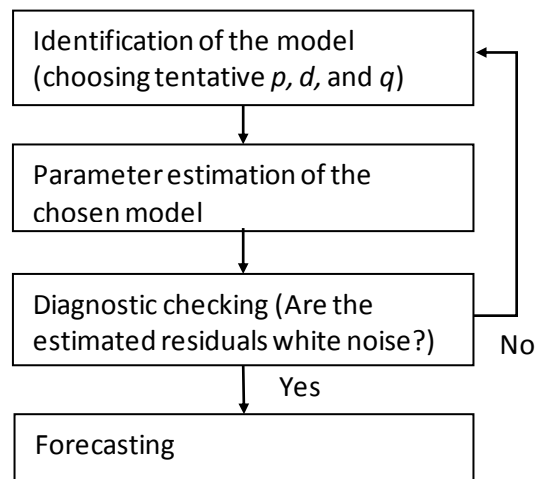 Identification of the model
(choosing tentative p, d, and q)
Parameter estimation of the
chosen model
Diagnostic checking (Are the
estimated residuals white noise?)
No
Yes
Forecasting